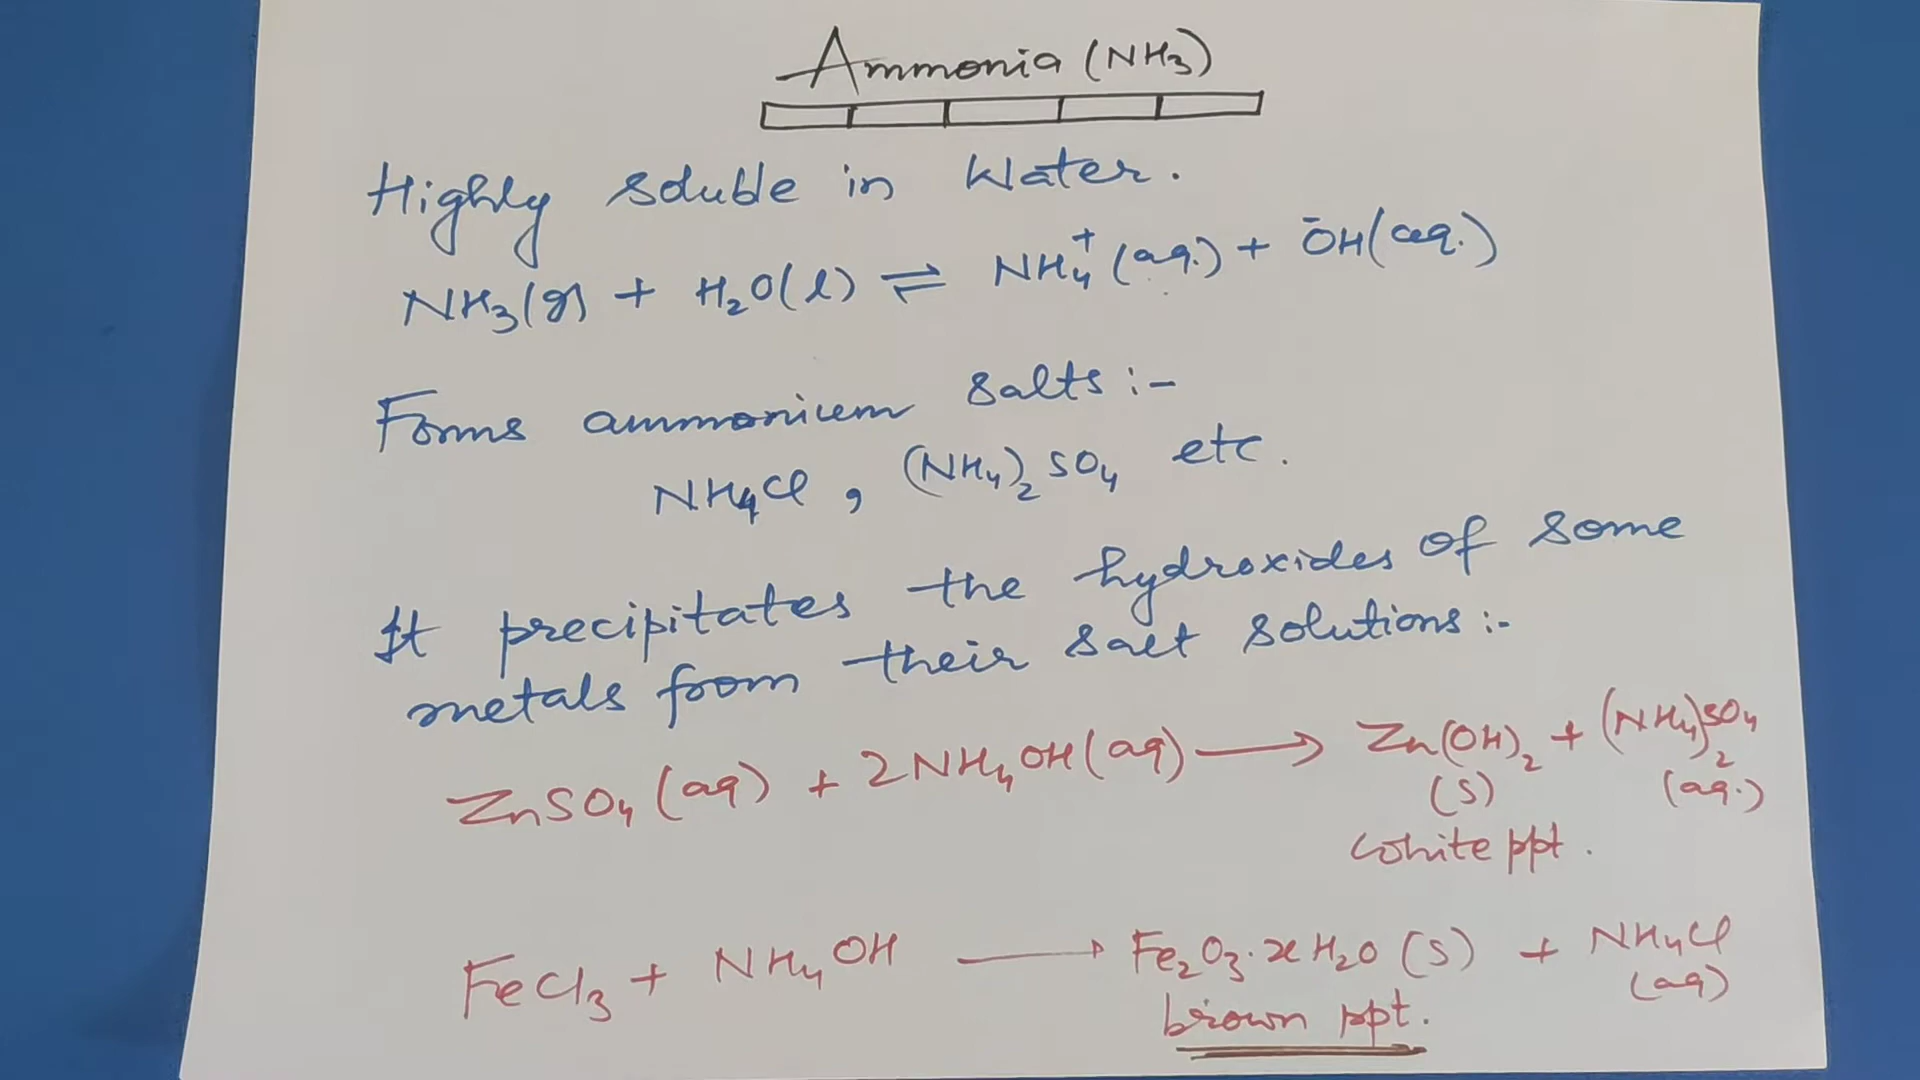 Ammonia (NH₃)
Highly soluble in Water.
NH₃(g) + H₂O(l) ⇌ NH₄⁺(aq.) + ŌH(aq.)
Forms ammonium salts :-
NH₄Cl , (NH₄)₂SO₄ etc.
It precipitates the hydroxides of some
metals from their salt solutions :-
ZnSO₄(aq) + 2NH₄OH(aq) ⟶ Zn(OH)₂ + (NH₄)₂SO₄
(s) (aq.)
white ppt.
FeCl₃ + NH₄OH ⟶ Fe₂O₃.xH₂O(s) + NH₄Cl
(aq)
brown ppt.